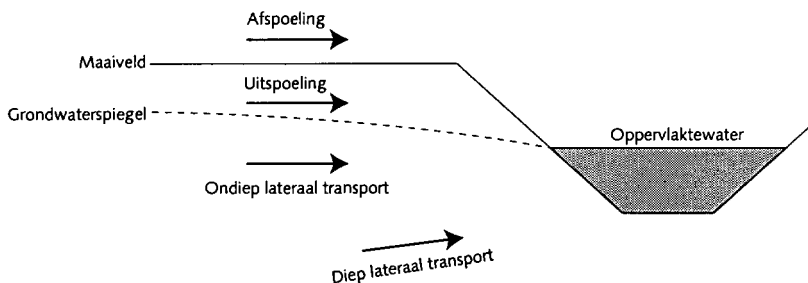 Afspoeling
Maaiveld
Uitspoeling
Grondwaterspiegel
Oppervlaktewater
Ondiep lateraal transport
Diep lateraal transport